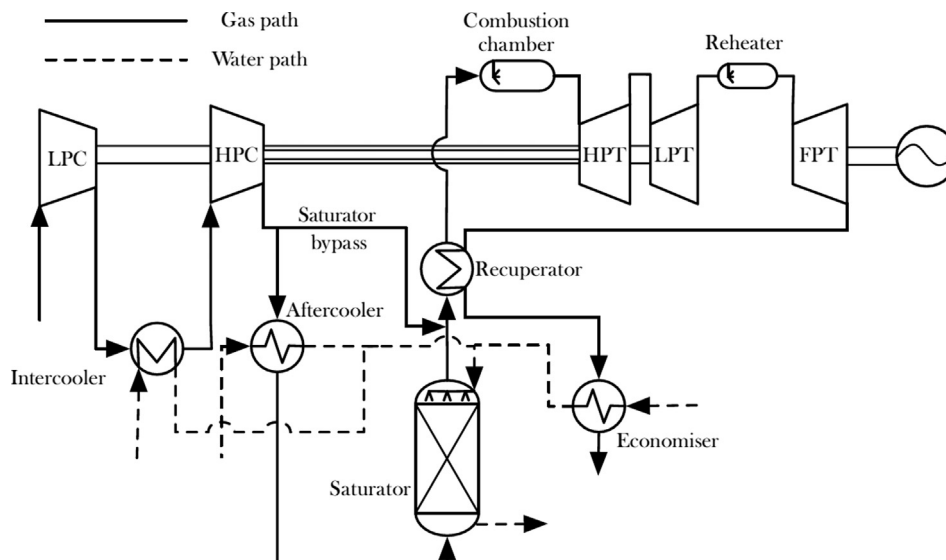 Gas path
Water path
Combustion
chamber
Reheater
LPC
HPC
HPT
LPT
FPT
Saturator
bypass
Recuperator
Aftercooler
Intercooler
Economiser
Saturator